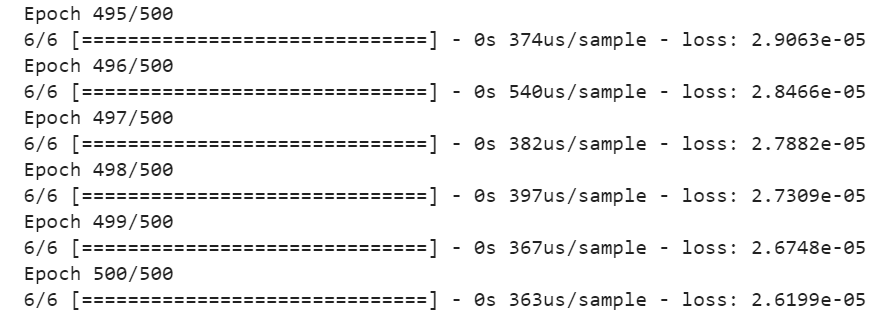 Epoch 495/500
6/6 [==============================] - 0s 374us/sample - loss: 2.9063e-05
Epoch 496/500
6/6 [==============================] - 0s 540us/sample - loss: 2.8466e-05
Epoch 497/500
6/6 [==============================] - 0s 382us/sample - loss: 2.7882e-05
Epoch 498/500
6/6 [==============================] - 0s 397us/sample - loss: 2.7309e-05
Epoch 499/500
6/6 [==============================] - 0s 367us/sample - loss: 2.6748e-05
Epoch 500/500
6/6 [==============================] - 0s 363us/sample - loss: 2.6199e-05